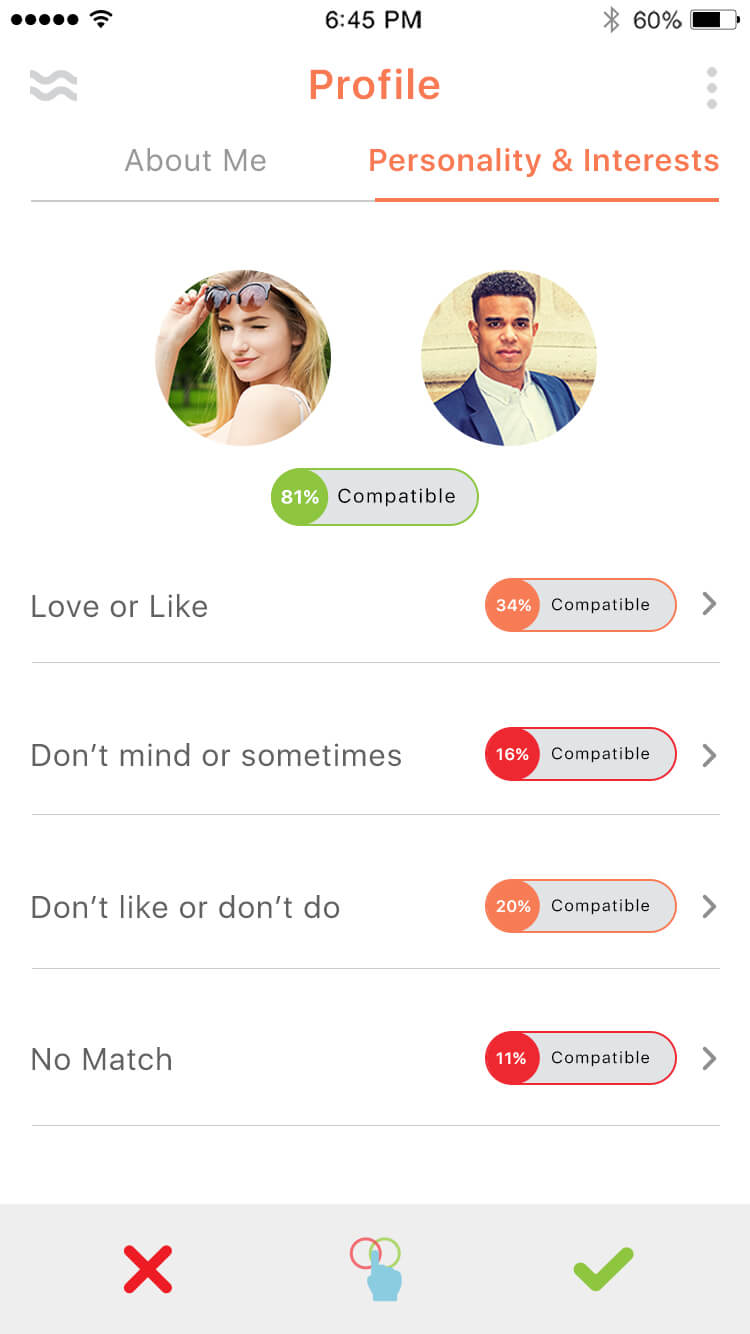 6:45 PM 60%
Profile
About Me Personality & Interests
81% Compatible
Love or Like 34% Compatible
Don’t mind or sometimes 16% Compatible
Don’t like or don’t do 20% Compatible
No Match 11% Compatible